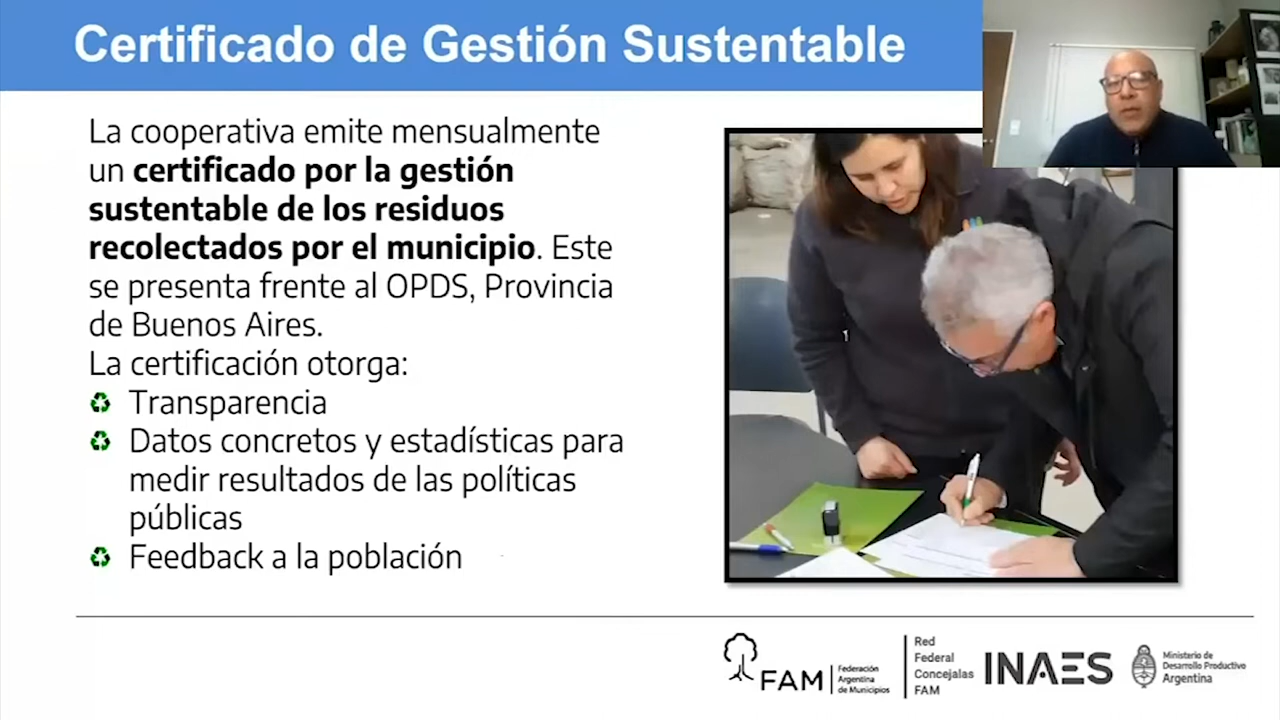 Certificado de Gestión Sustentable
La cooperativa emite mensualmente
un certificado por la gestión
sustentable de los residuos
recolectados por el municipio. Este
se presenta frente al OPDS, Provincia
de Buenos Aires.
La certificación otorga:
Transparencia
Datos concretos y estadísticas para
medir resultados de las políticas
públicas
Feedback a la población
FAM
Federación
Argentina
de Municipios
Red
Federal
Concejalas
FAM
INAES
Ministerio de
Desarrollo Productivo
Argentina